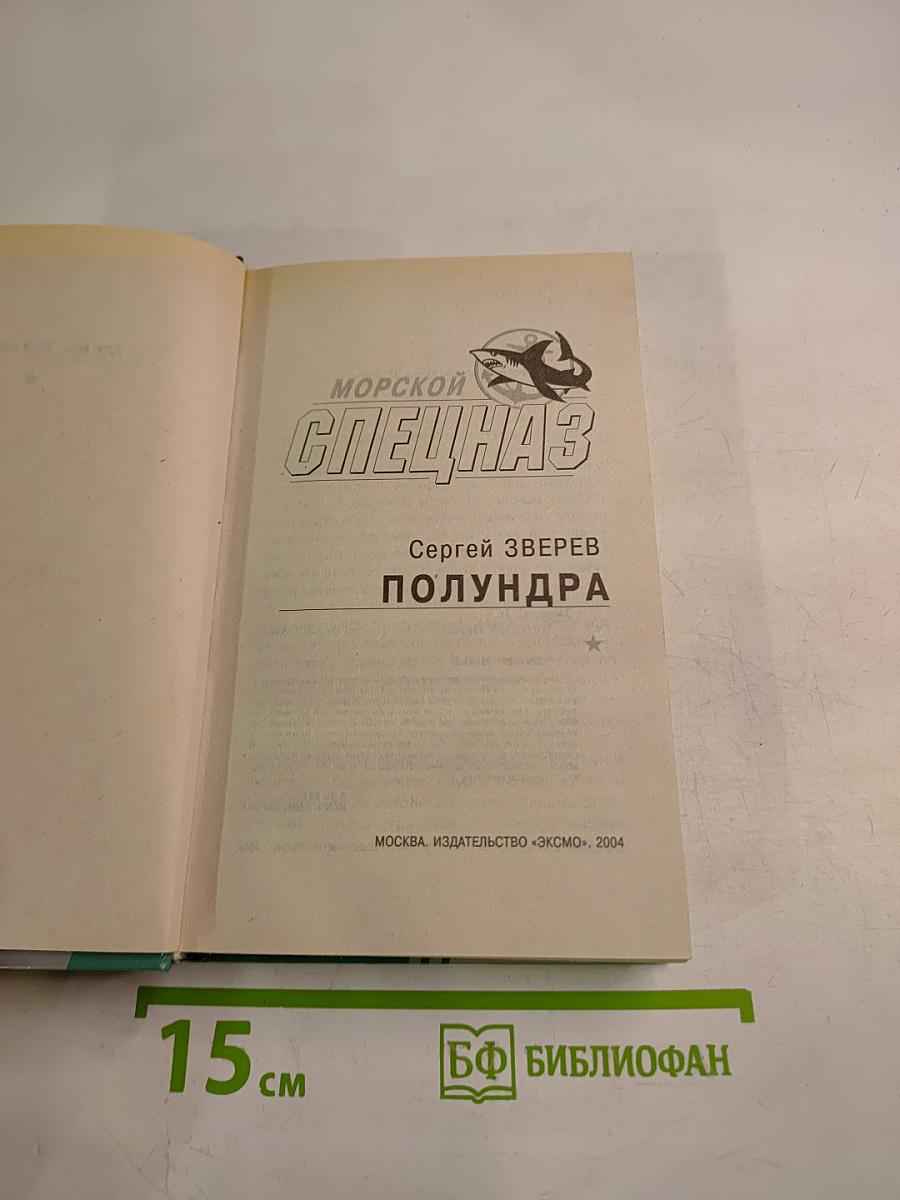 МОРСКОЙ
СПЕЦНАЗ
Сергей ЗВЕРЕВ
ПОЛУНДРА
МОСКВА. ИЗДАТЕЛЬСТВО «ЭКСМО». 2004
15 см
БФ БИБЛИОФАН